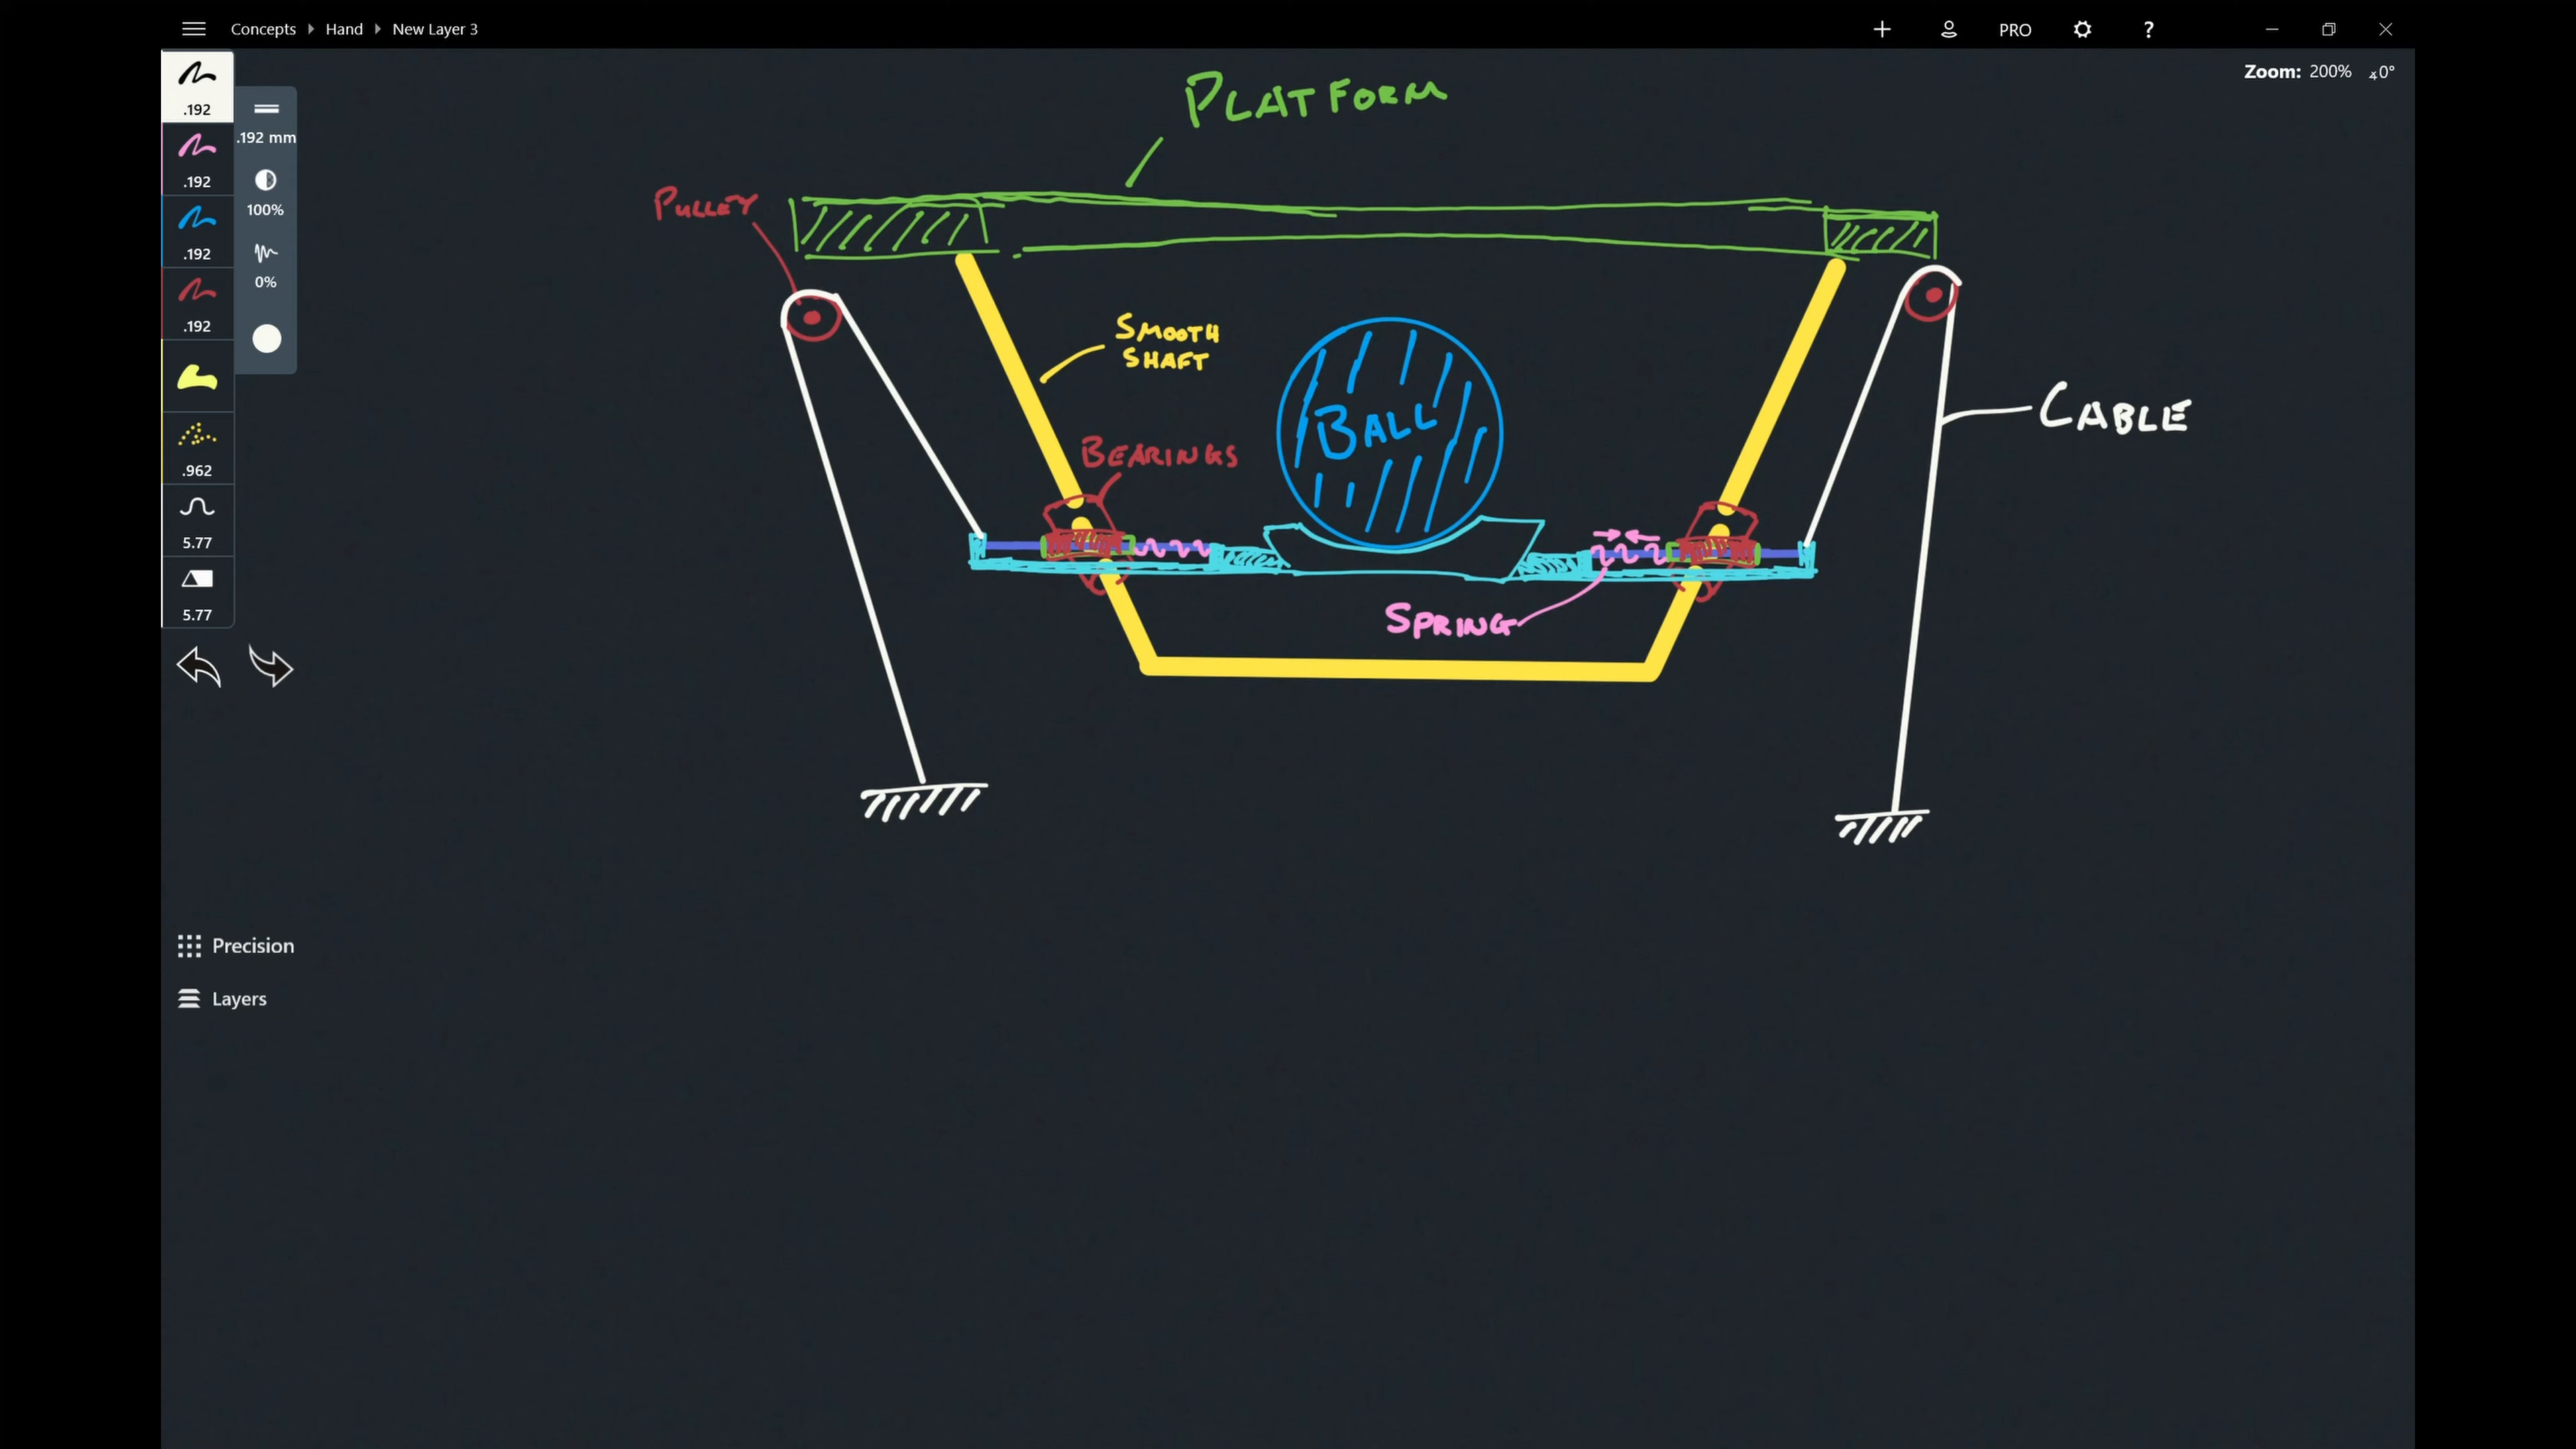 Concepts Hand New Layer 3
PRO
?
Zoom: 200% 0°
.192
.192 mm
.192
100%
.192
0%
.192
.962
5.77
5.77
Precision
Layers
PLATFORM
PULLEY
SMOOTH
SHAFT
BALL
CABLE
BEARINGS
SPRING